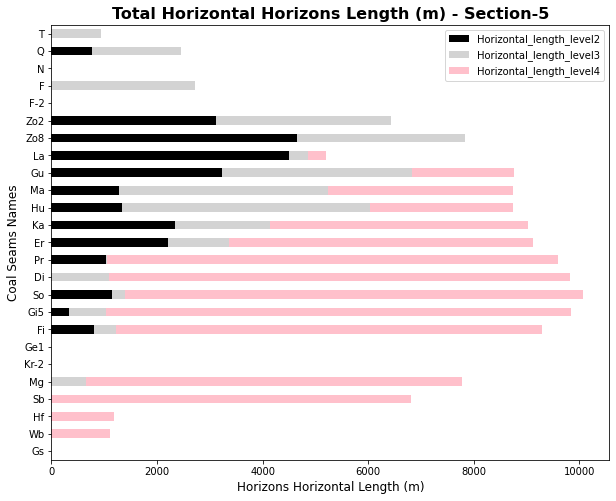 Total Horizontal Horizons Length (m) - Section-5
Horizontal_length_level2
Horizontal_length_level3
Horizontal_length_level4
Coal Seams Names
T
Q
N
F
F-2
Zo2
Zo8
La
Gu
Ma
Hu
Ka
Er
Pr
Di
So
Gi5
Fi
Ge1
Kr-2
Mg
Sb
Hf
Wb
Gs
0 2000 4000 6000 8000 10000
Horizons Horizontal Length (m)